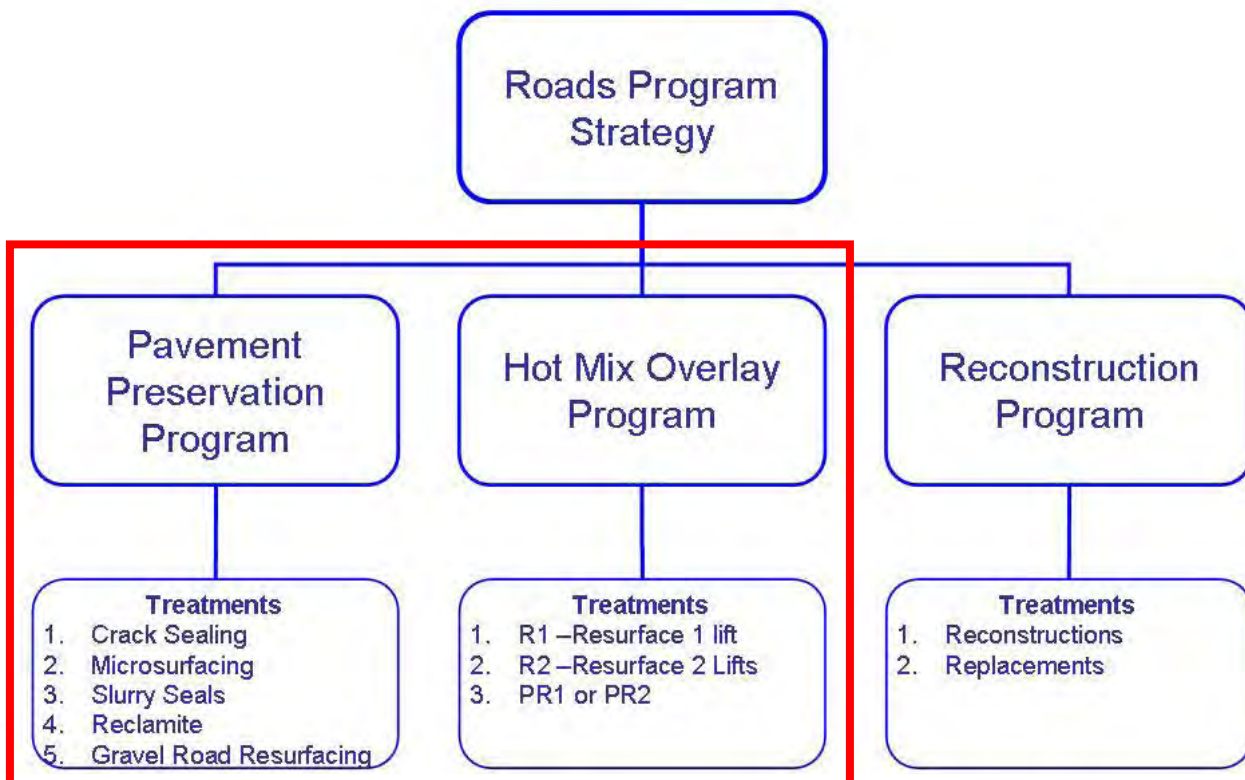 Roads Program
Strategy
Pavement
Preservation
Program
Hot Mix Overlay
Program
Reconstruction
Program
Treatments
1. Crack Sealing
2. Microsurfacing
3. Slurry Seals
4. Reclamite
5. Gravel Road Resurfacing
Treatments
1. R1 –Resurface 1 lift
2. R2 –Resurface 2 Lifts
3. PR1 or PR2
Treatments
1. Reconstructions
2. Replacements